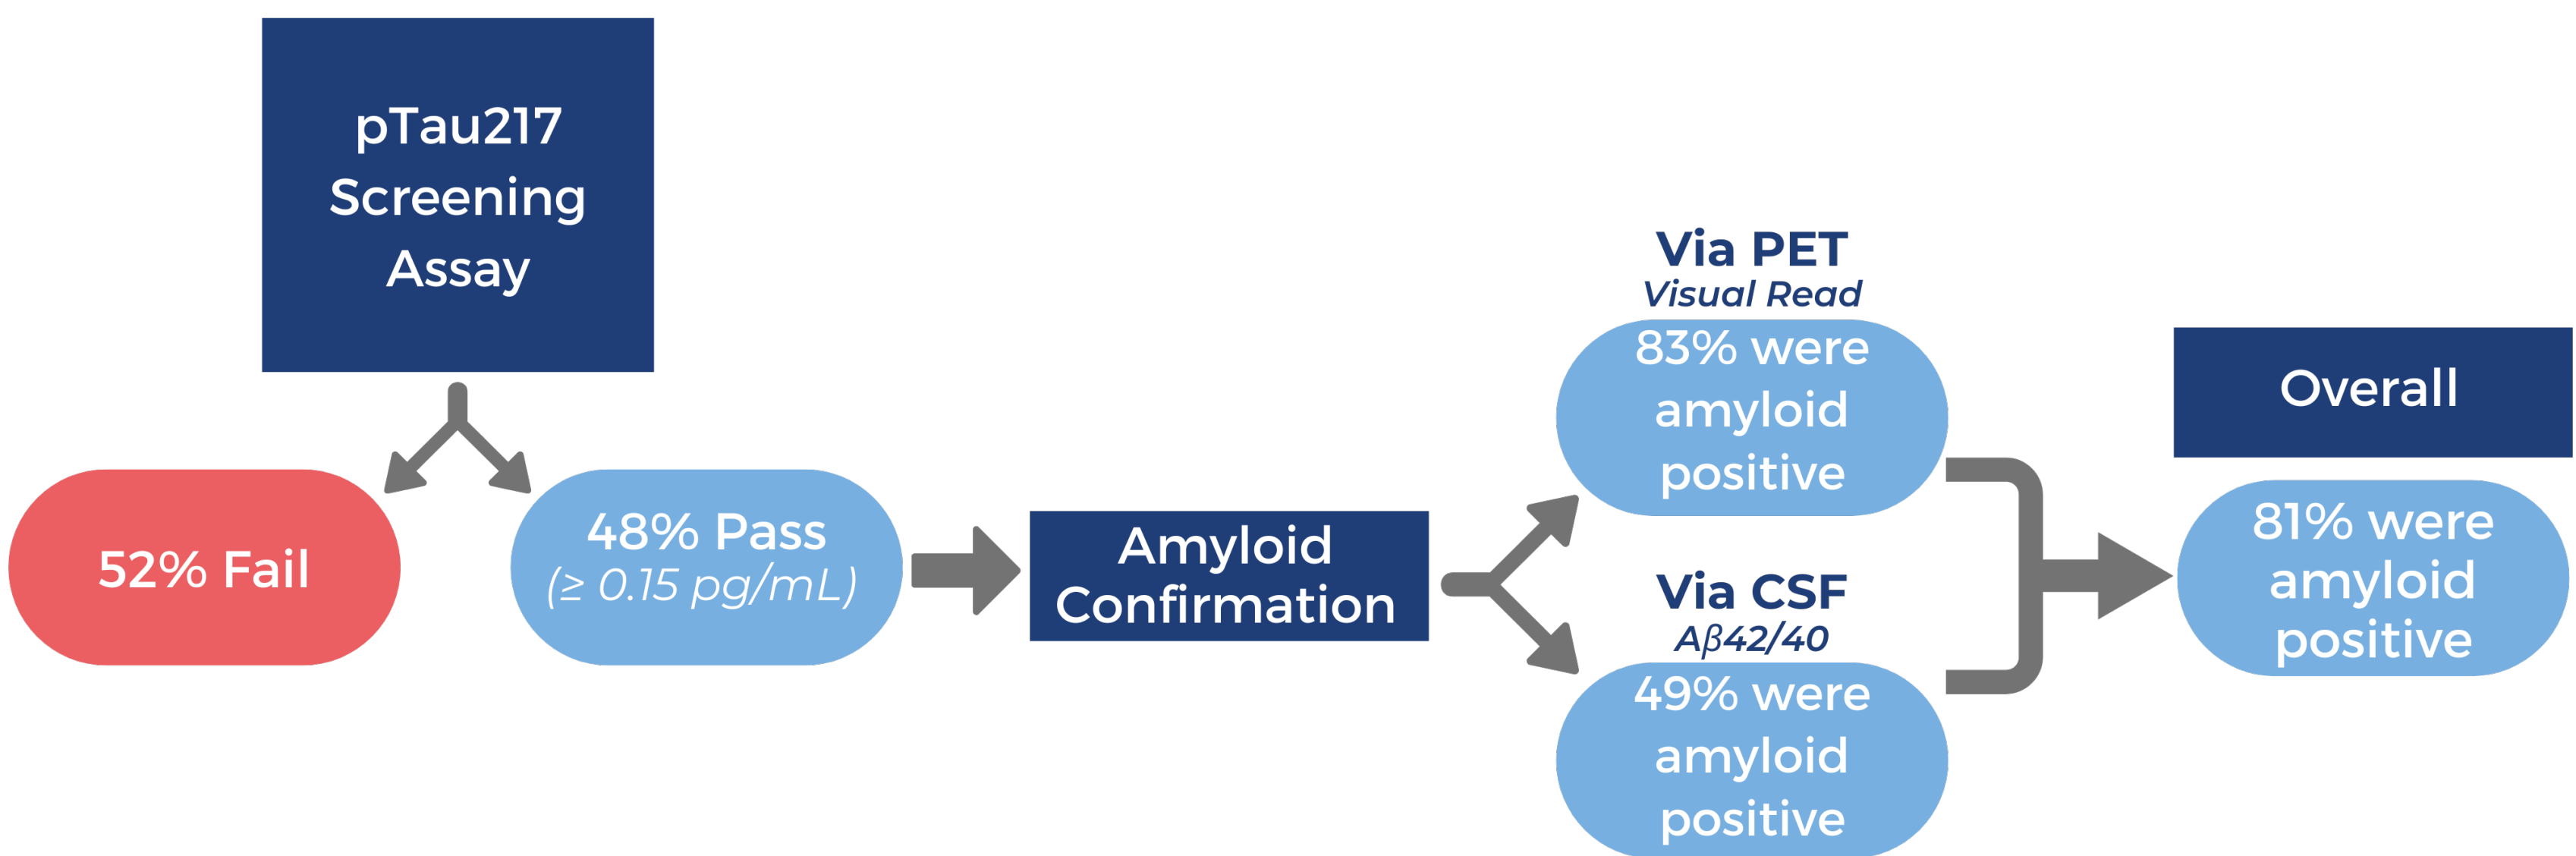 pTau217
Screening
Assay
52% Fail
48% Pass
(≥ 0.15 pg/mL)
Amyloid
Confirmation
Via PET
Visual Read
83% were
amyloid
positive
Via CSF
Aβ42/40
49% were
amyloid
positive
Overall
81% were
amyloid
positive